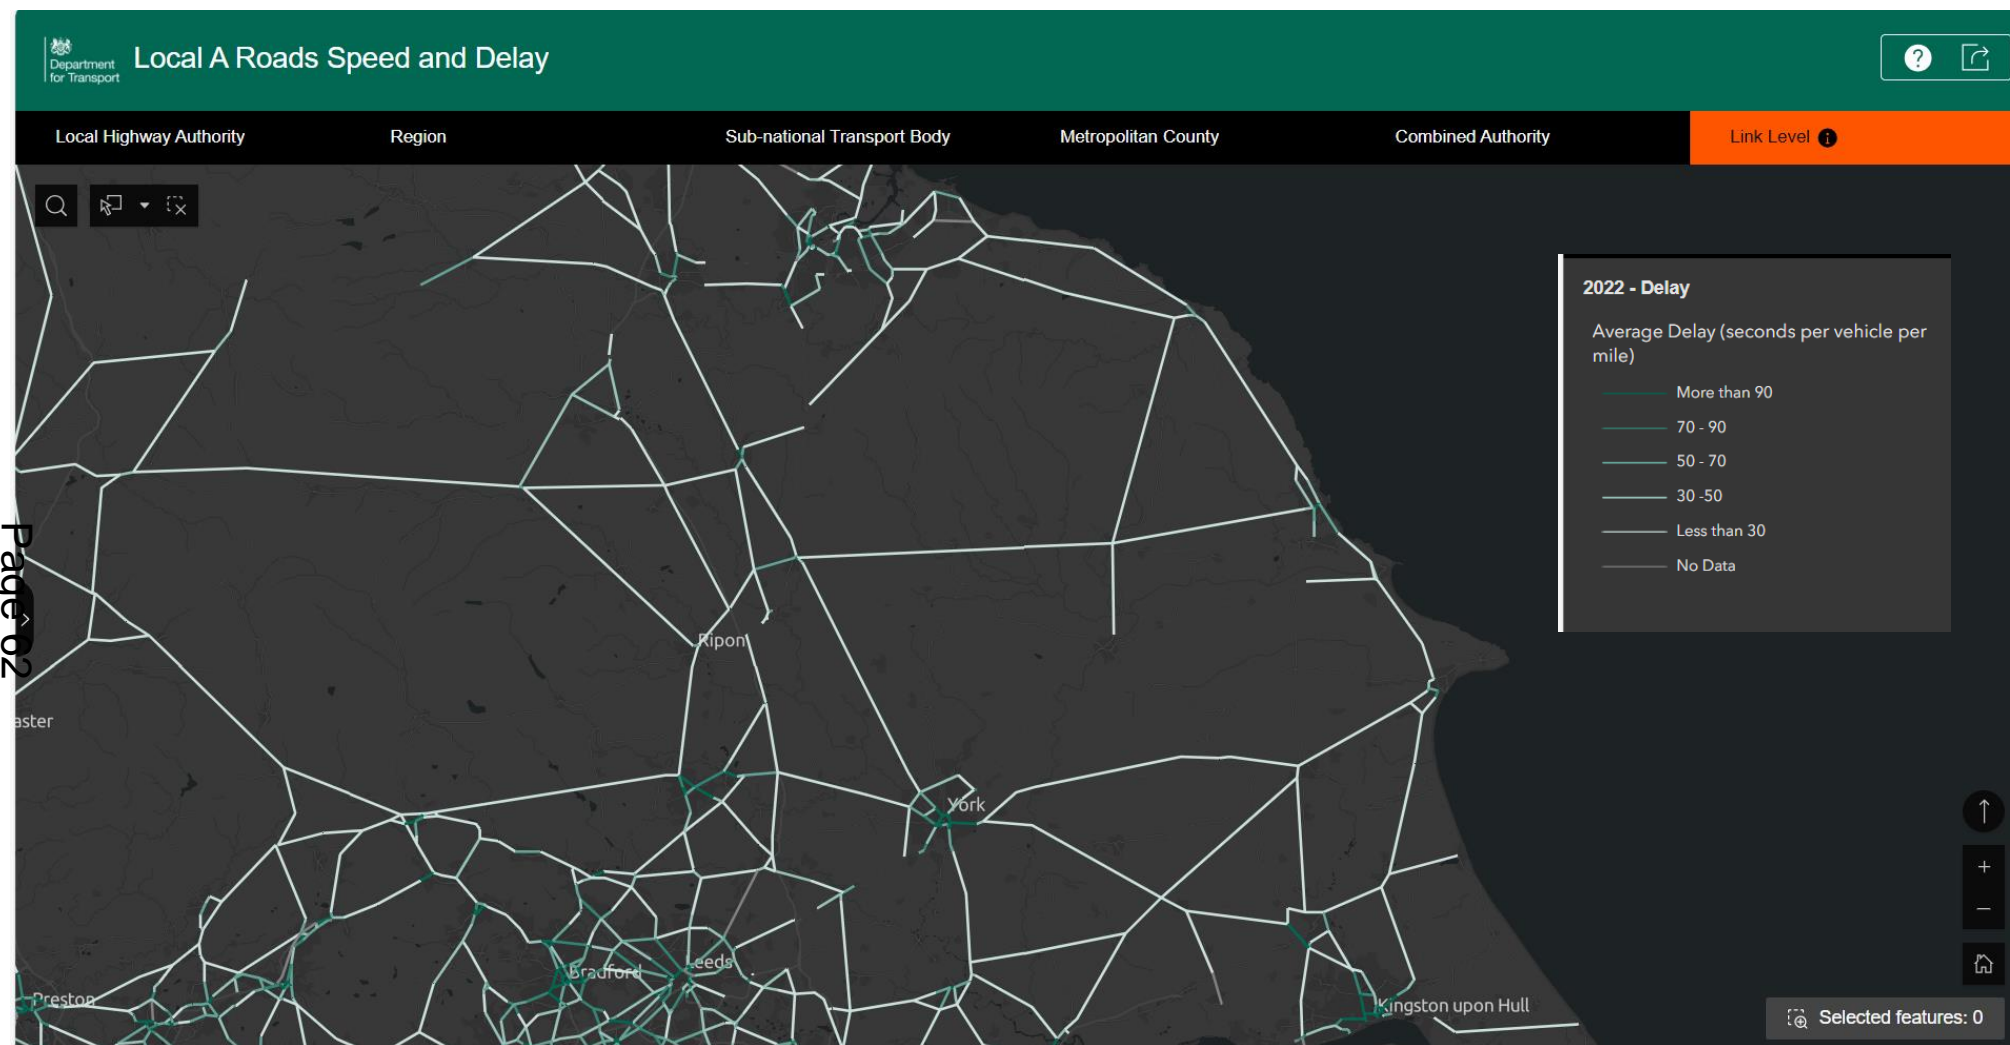 Department
for Transport
Local A Roads Speed and Delay
Local Highway Authority
Region
Sub-national Transport Body
Metropolitan County
Combined Authority
Link Level
2022 - Delay
Average Delay (seconds per vehicle per
mile)
More than 90
70 - 90
50 - 70
30 -50
Less than 30
No Data
Page 62
Ripon
aster
York
Leeds
Bradford
Preston
Kingston upon Hull
Selected features: 0